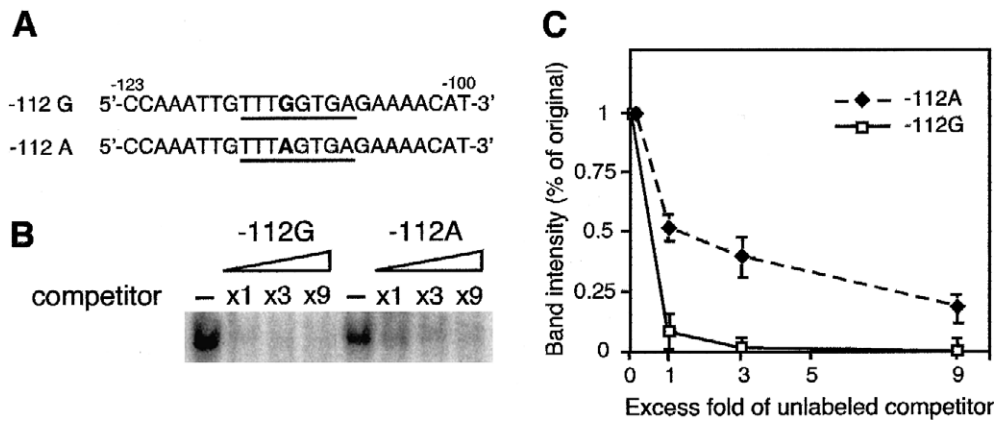 A
-123 -100
-112 G 5'-CCAAATTGTTTGGTGAGAAAACAT-3'
-112 A 5'-CCAAATTGTTTAGTGAGAAAACAT-3'
B
-112G -112A
competitor – x1 x3 x9 – x1 x3 x9
C
Band intensity (% of original)
1
0.75
0.5
0.25
0
-112A
-112G
0 1 3 5 9
Excess fold of unlabeled competitor